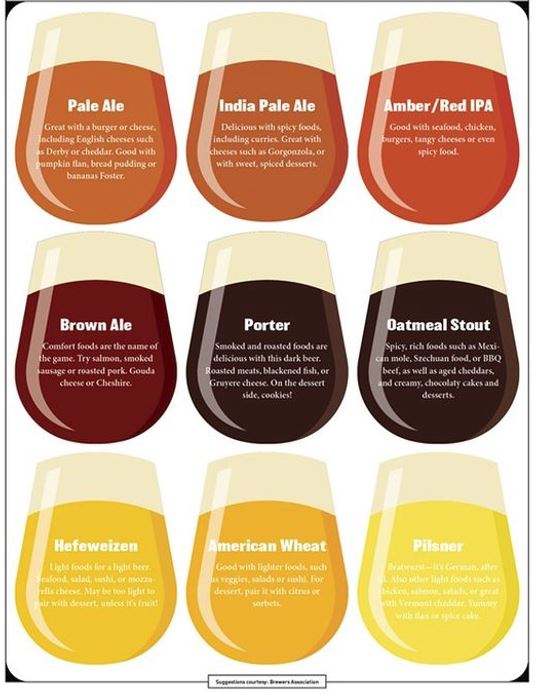 Pale Ale
Great with a burger or cheese,
including English cheeses such
as Derby or cheddar. Good with
pumpkin flan, bread pudding or
bananas Foster.
India Pale Ale
Delicious with spicy foods,
including curries. Great with
cheeses such as Gorgonzola, or
with sweet, spiced desserts.
Amber/Red IPA
Good with seafood, chicken,
burgers, tangy cheeses or even
spicy food.
Brown Ale
Comfort foods are the name of
the game. Try salmon, smoked
sausage or roasted pork. Gouda
cheese or Cheshire.
Porter
Smoked and roasted foods are
delicious with this dark beer.
Roasted meats, blackened fish, or
Gruyere cheese. On the dessert
side, cookies!
Oatmeal Stout
Spicy, rich foods such as Mexi-
can mole, Szechuan food, or BBQ
beef, as well as aged cheddars,
and creamy, chocolaty cakes and
desserts.
Hefeweizen
Light foods for a light beer.
Seafood, salad, sushi, or mozza-
rella cheese. May be too light to
pair with dessert, unless it's fruit!
American Wheat
Good with lighter foods, such
as veggies, salads or sushi. For
dessert, pair it with citrus or
sorbets.
Pilsner
Bratwurst—it's German, after
all. Also other light foods such as
chicken, salmon, salads, or great
with Vermont cheddar. Yummy
with flan or spice cake.
Suggestions courtesy: Brewers Association